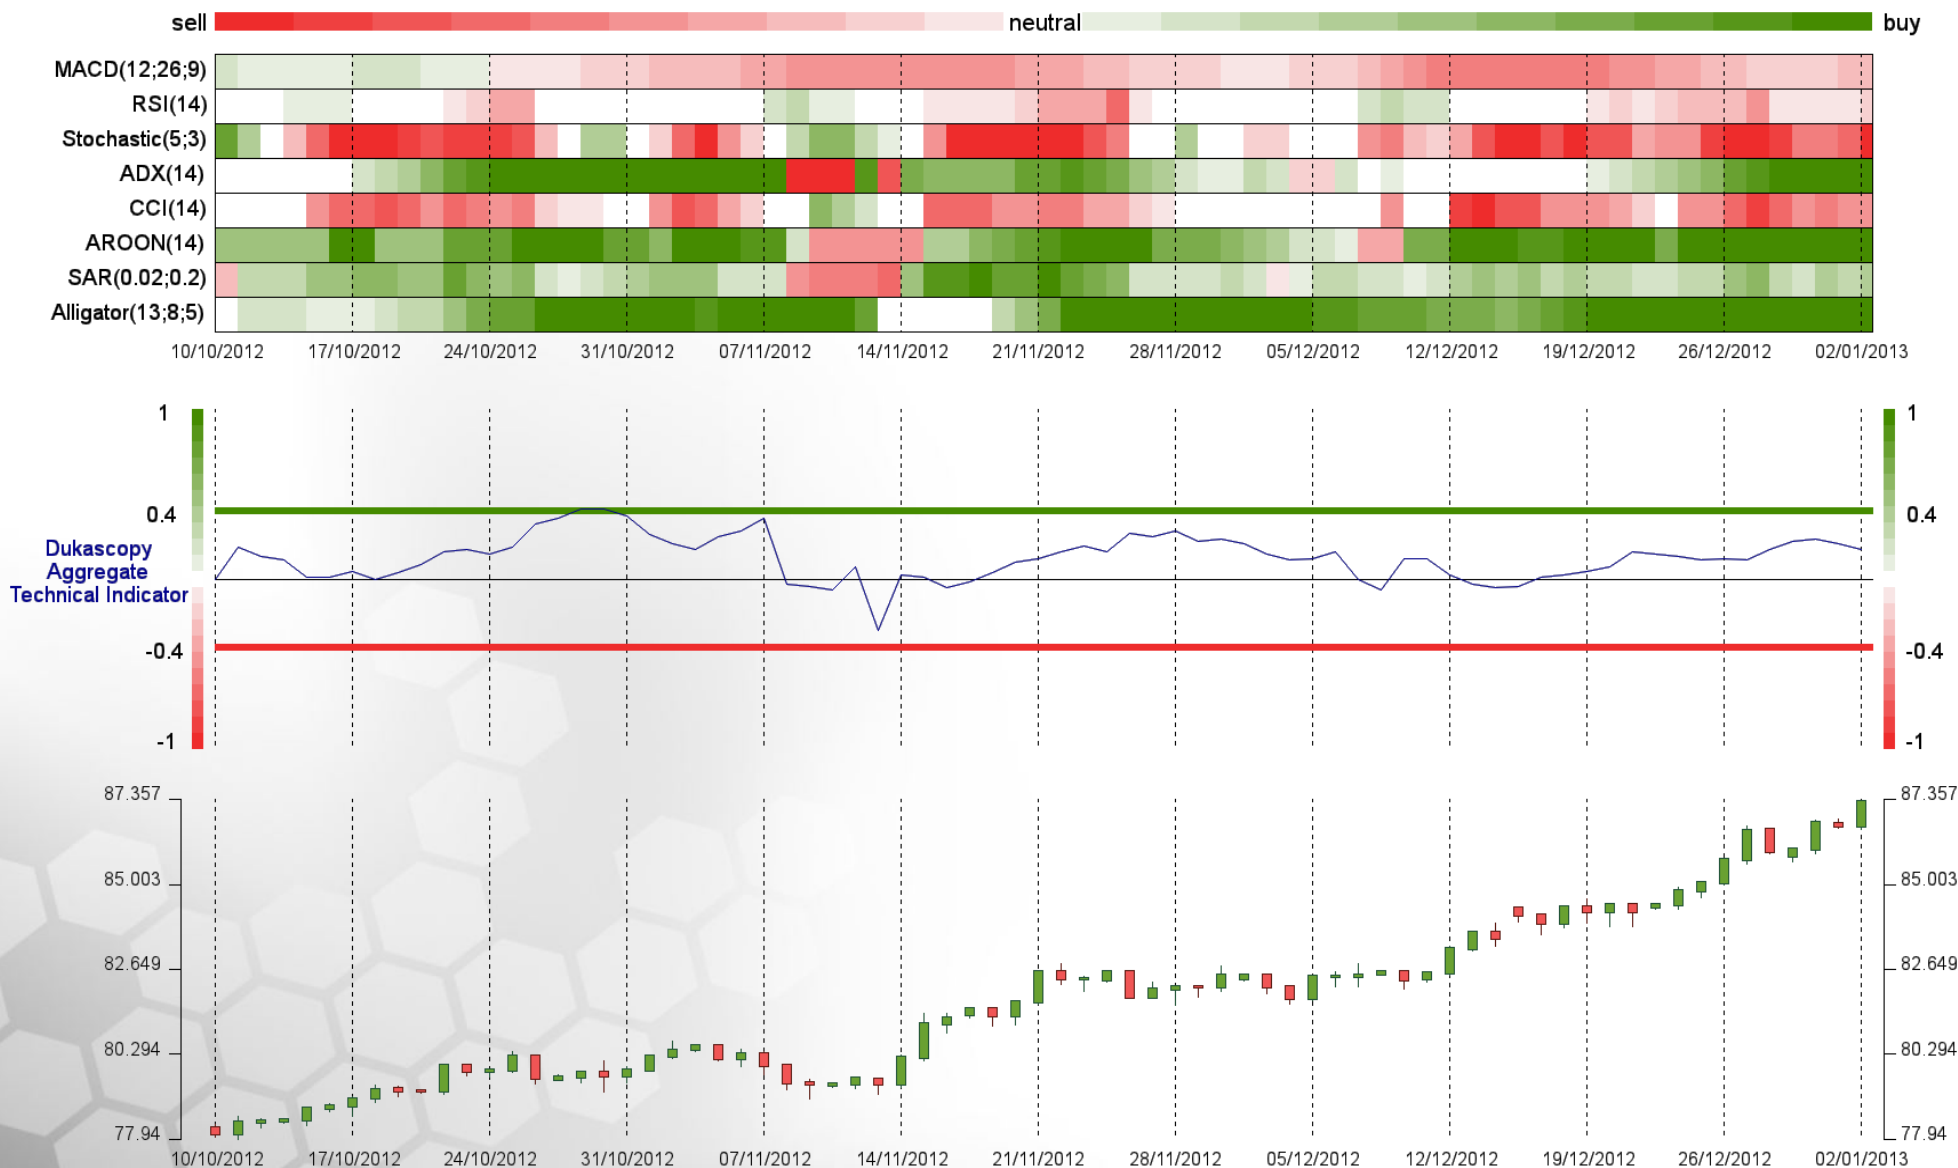 sell neutral buy
MACD(12;26;9)
RSI(14)
Stochastic(5;3)
ADX(14)
CCI(14)
AROON(14)
SAR(0.02;0.2)
Alligator(13;8;5)
10/10/2012 17/10/2012 24/10/2012 31/10/2012 07/11/2012 14/11/2012 21/11/2012 28/11/2012 05/12/2012 12/12/2012 19/12/2012 26/12/2012 02/01/2013
1 1
0.4 0.4
Dukascopy
Aggregate
Technical Indicator
-0.4 -0.4
-1 -1
87.357 87.357
85.003 85.003
82.649 82.649
80.294 80.294
77.94 77.94
10/10/2012 17/10/2012 24/10/2012 31/10/2012 07/11/2012 14/11/2012 21/11/2012 28/11/2012 05/12/2012 12/12/2012 19/12/2012 26/12/2012 02/01/2013